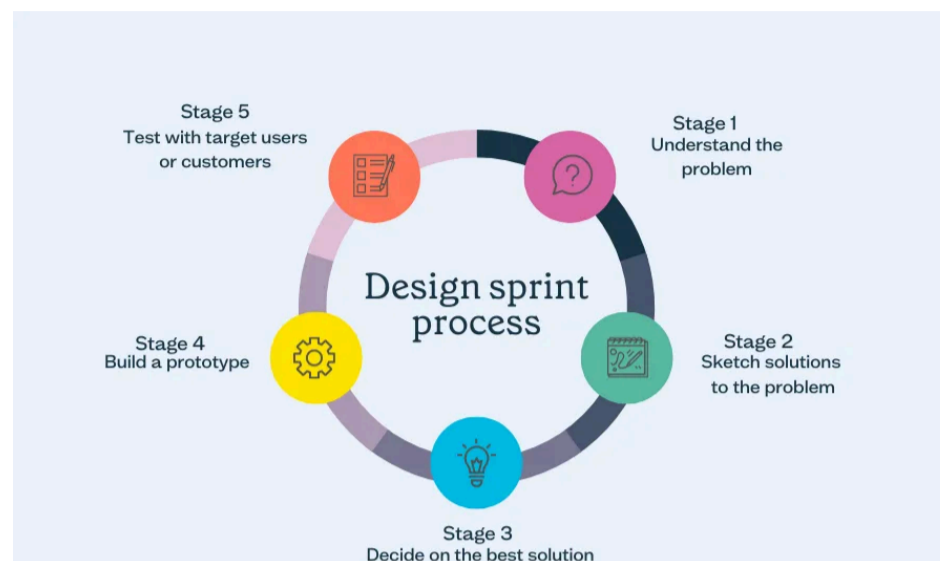 Design sprint
process
Stage 1
Understand the
problem
Stage 2
Sketch solutions
to the problem
Stage 3
Decide on the best solution
Stage 4
Build a prototype
Stage 5
Test with target users
or customers